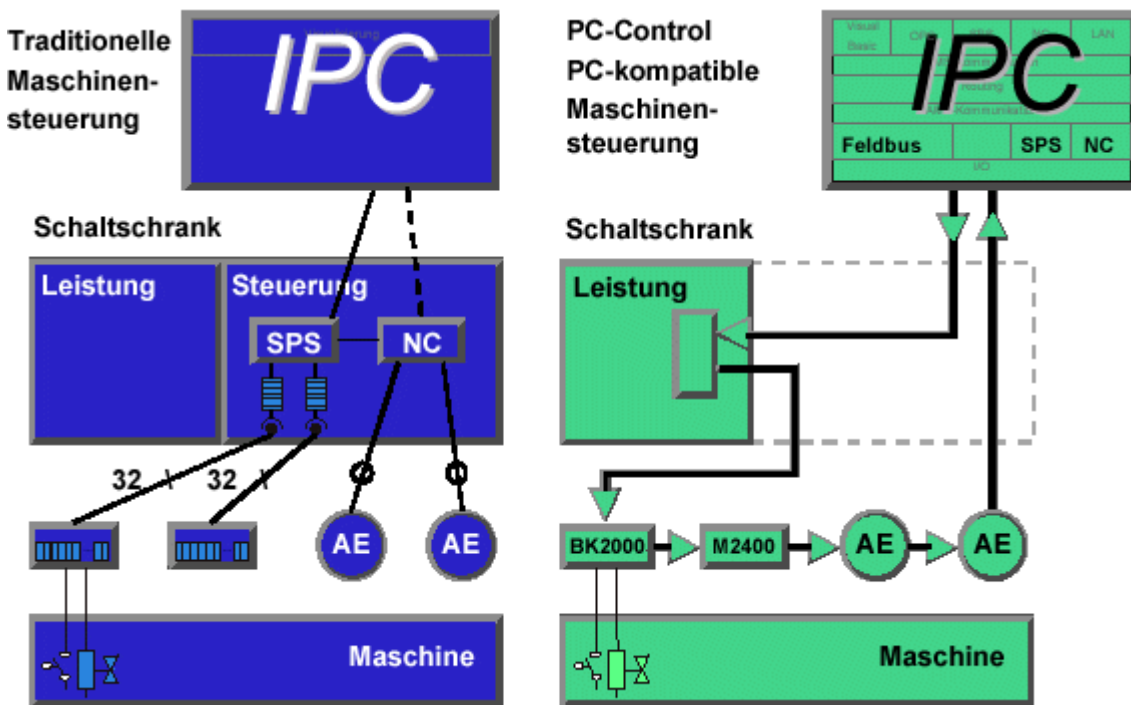 Traditionelle
Maschinen-
steuerung
IPC
Schaltschrank
Leistung
Steuerung
SPS
NC
32
32
AE
AE
Maschine
PC-Control
PC-kompatible
Maschinen-
steuerung
Visual
Basic
LAN
IPC
Routing
Feldbus
SPS
NC
I/O
Schaltschrank
Leistung
BK2000
M2400
AE
AE
Maschine